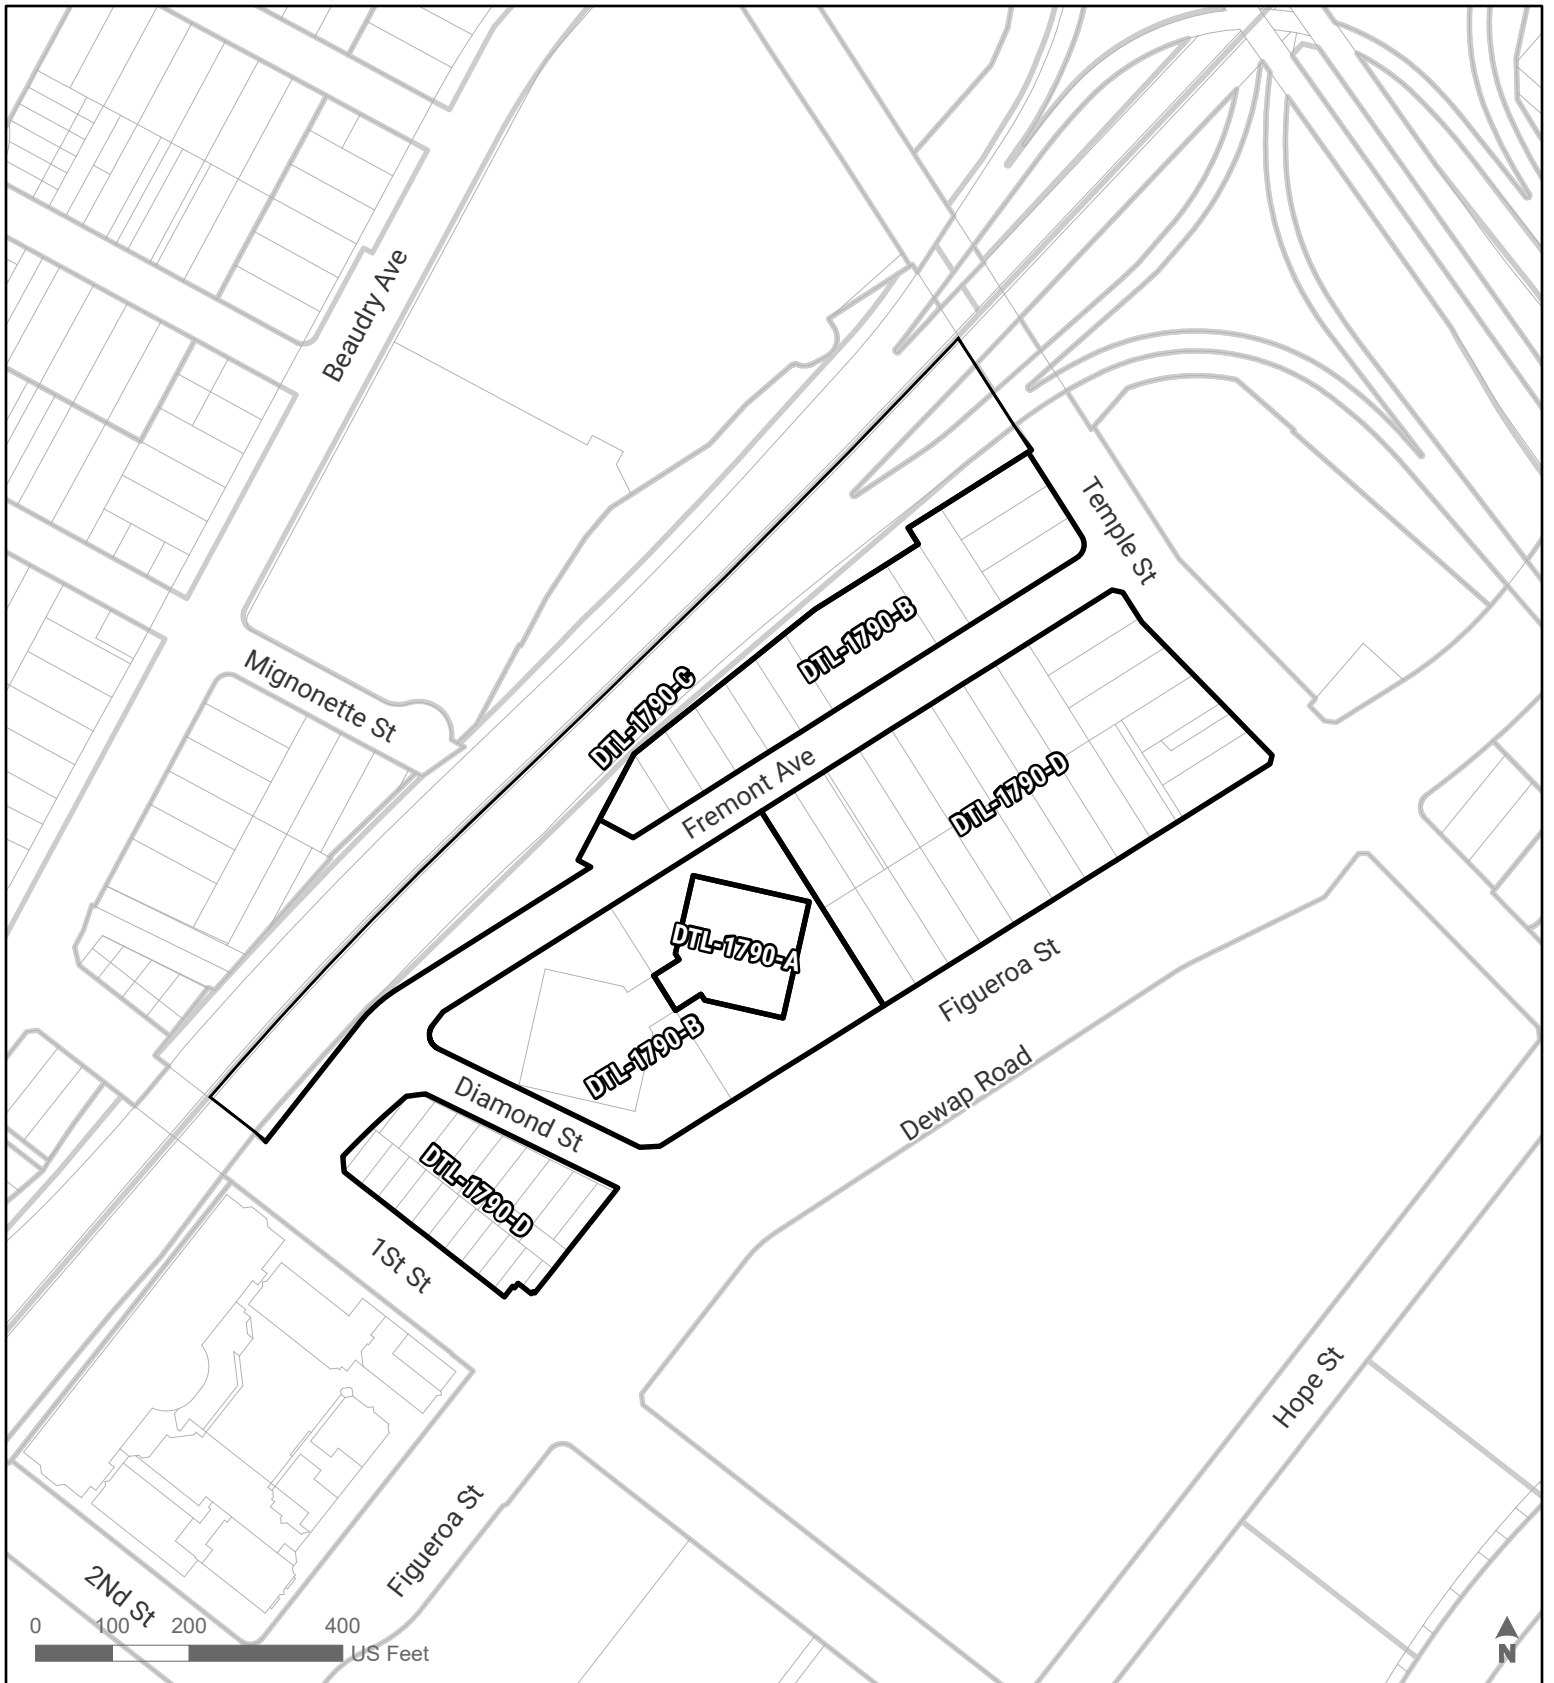 Beaudry Ave
Temple St
DTL-1790-B
Mignonette St
DTL-1790-C
Fremont Ave
DTL-1790-D
DTL-1790-A
Figueroa St
DTL-1790-B
Dewap Road
Diamond St
DTL-1790-D
1St St
Hope St
Figueroa St
2Nd St
0 100 200 400
US Feet
N